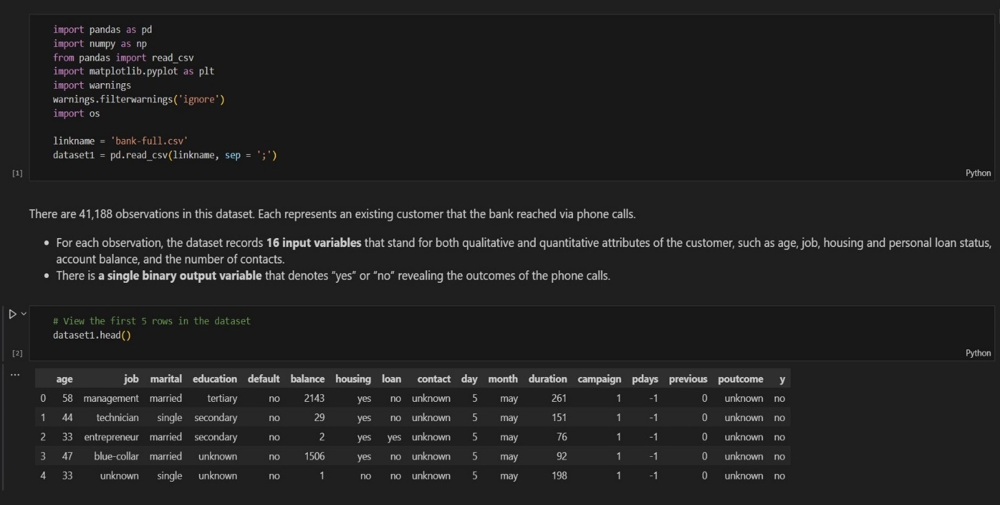 import pandas as pd
import numpy as np
from pandas import read_csv
import matplotlib.pyplot as plt
import warnings
warnings.filterwarnings('ignore')
import os
linkname = 'bank-full.csv'
dataset1 = pd.read_csv(linkname, sep = ';')
[1]
Python
There are 41,188 observations in this dataset. Each represents an existing customer that the bank reached via phone calls.
• For each observation, the dataset records 16 input variables that stand for both qualitative and quantitative attributes of the customer, such as age, job, housing and personal loan status,
account balance, and the number of contacts.
• There is a single binary output variable that denotes “yes” or “no” revealing the outcomes of the phone calls.
# View the first 5 rows in the dataset
dataset1.head()
[2]
Python
... age job marital education default balance housing loan contact day month duration campaign pdays previous poutcome y
0 58 management married tertiary no 2143 yes no unknown 5 may 261 1 -1 0 unknown no
1 44 technician single secondary no 29 yes no unknown 5 may 151 1 -1 0 unknown no
2 33 entrepreneur married secondary no 2 yes yes unknown 5 may 76 1 -1 0 unknown no
3 47 blue-collar married unknown no 1506 yes no unknown 5 may 92 1 -1 0 unknown no
4 33 unknown single unknown no 1 no no unknown 5 may 198 1 -1 0 unknown no